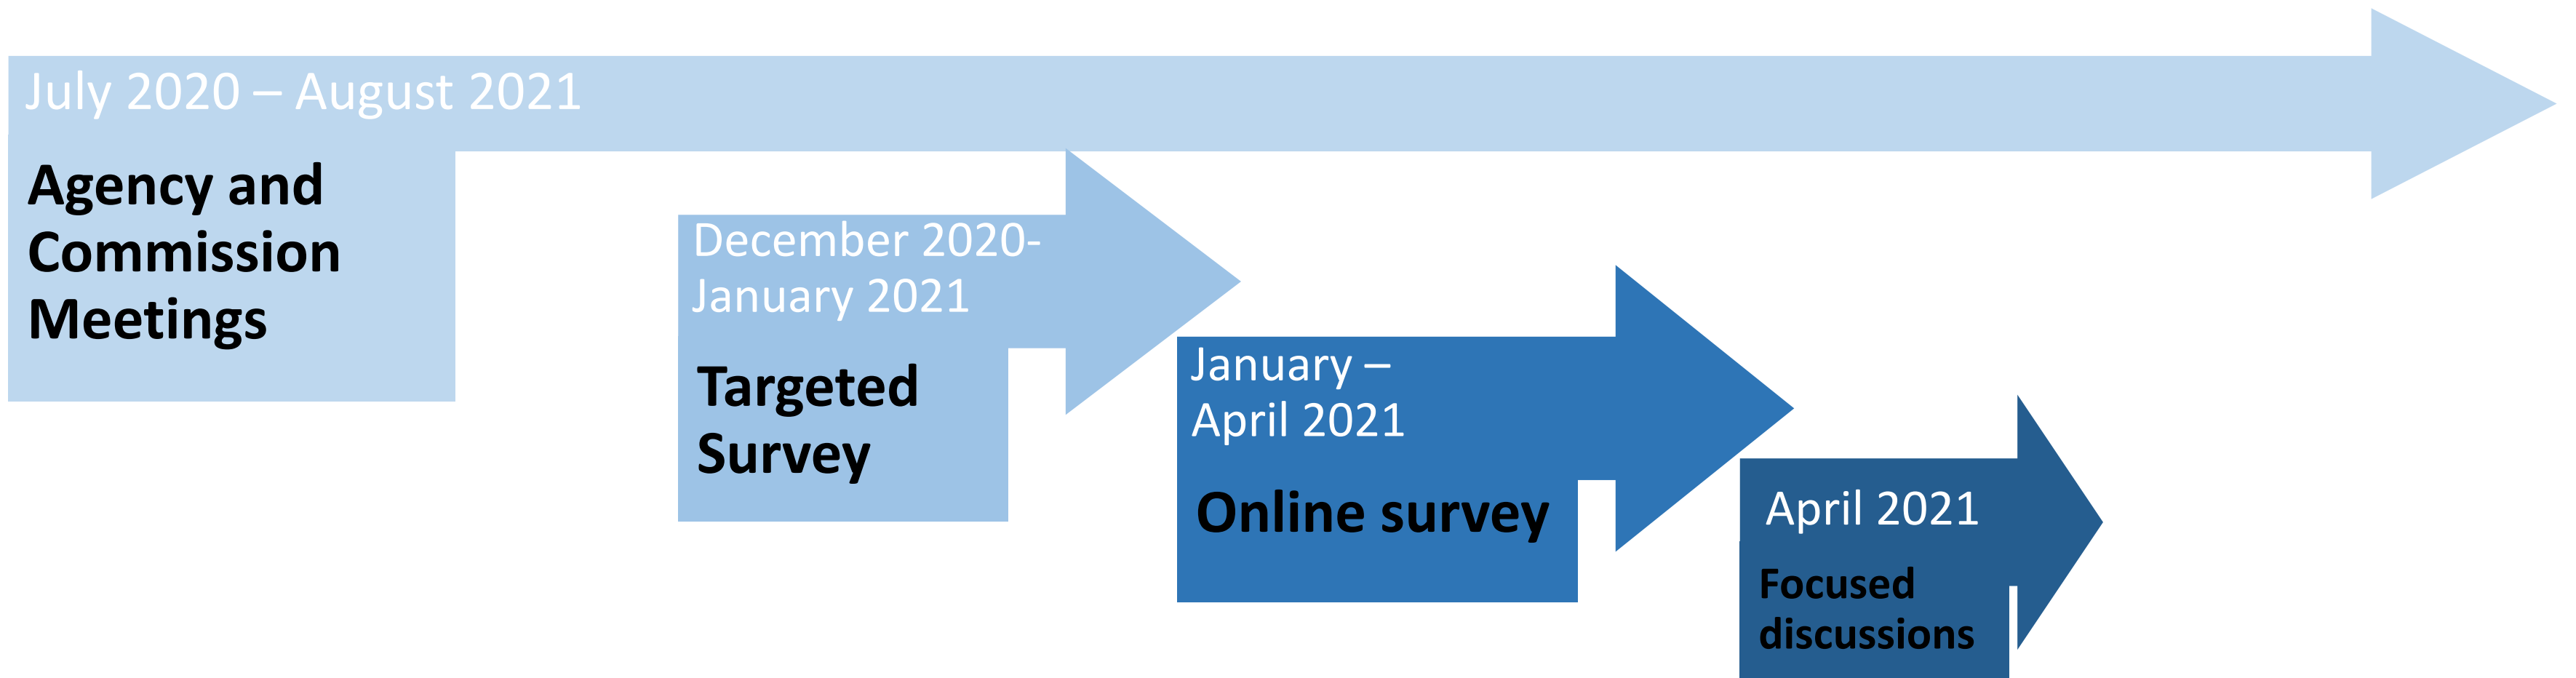 July 2020 – August 2021
Agency and
Commission
Meetings
December 2020-
January 2021
Targeted
Survey
January –
April 2021
Online survey
April 2021
Focused
discussions